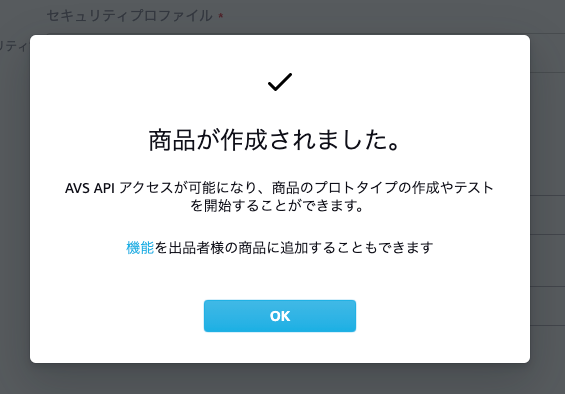 セキュリティプロファイル *
リティ
商品が作成されました。
AVS API アクセスが可能になり、商品のプロトタイプの作成やテスト
を開始することができます。
機能を出品者様の商品に追加することもできます
OK